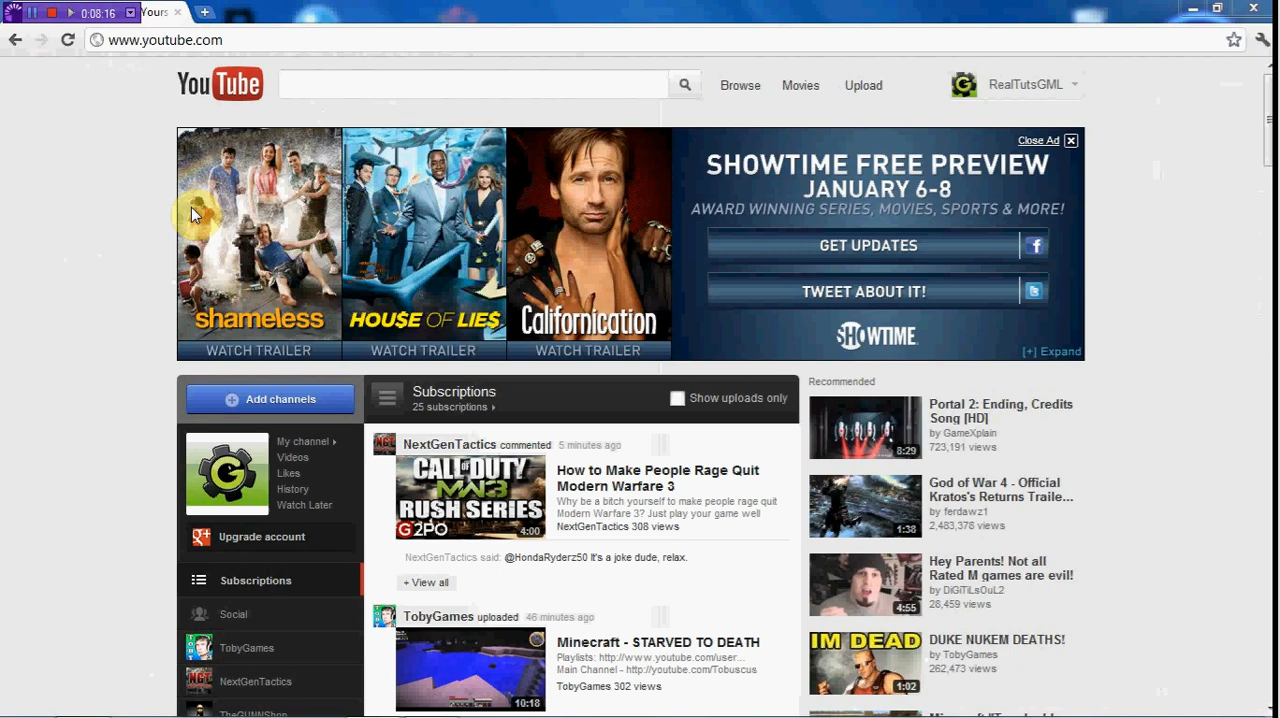 0:08:16
Yours
www.youtube.com
YouTube
Browse
Movies
Upload
RealTutsGML
shameless
WATCH TRAILER
HOU$E OF LIE$
WATCH TRAILER
Californication
WATCH TRAILER
Close Ad
SHOWTIME FREE PREVIEW
JANUARY 6-8
AWARD WINNING SERIES, MOVIES, SPORTS & MORE!
GET UPDATES
TWEET ABOUT IT!
SHOWTIME
[+] Expand
Add channels
My channel
Videos
Likes
History
Watch Later
Upgrade account
Subscriptions
Social
TobyGames
NextGenTactics
TheGUNNShop
Subscriptions
25 subscriptions
Show uploads only
NextGenTactics commented 5 minutes ago
CALL OF DUTY
MW3
RUSH SERIES
G2PO
4:00
How to Make People Rage Quit
Modern Warfare 3
Why be a bitch yourself to make people rage quit
Modern Warfare 3? Just play your game well
NextGenTactics 308 views
NextGenTactics said: @HondaRyderz50 It's a joke dude, relax.
+ View all
TobyGames uploaded 46 minutes ago
10:18
Minecraft - STARVED TO DEATH
Playlists: http://www.youtube.com/user...
Main Channel - http://youtube.com/Tobuscus
TobyGames 302 views
Recommended
8:29
Portal 2: Ending, Credits
Song [HD]
by GameXplain
723,191 views
1:38
God of War 4 - Official
Kratos's Returns Traile...
by ferdawz1
2,483,378 views
4:55
Hey Parents! Not all
Rated M games are evil!
by DiGiTiLsOuL2
28,459 views
IM DEAD
1:02
DUKE NUKEM DEATHS!
by TobyGames
262,473 views